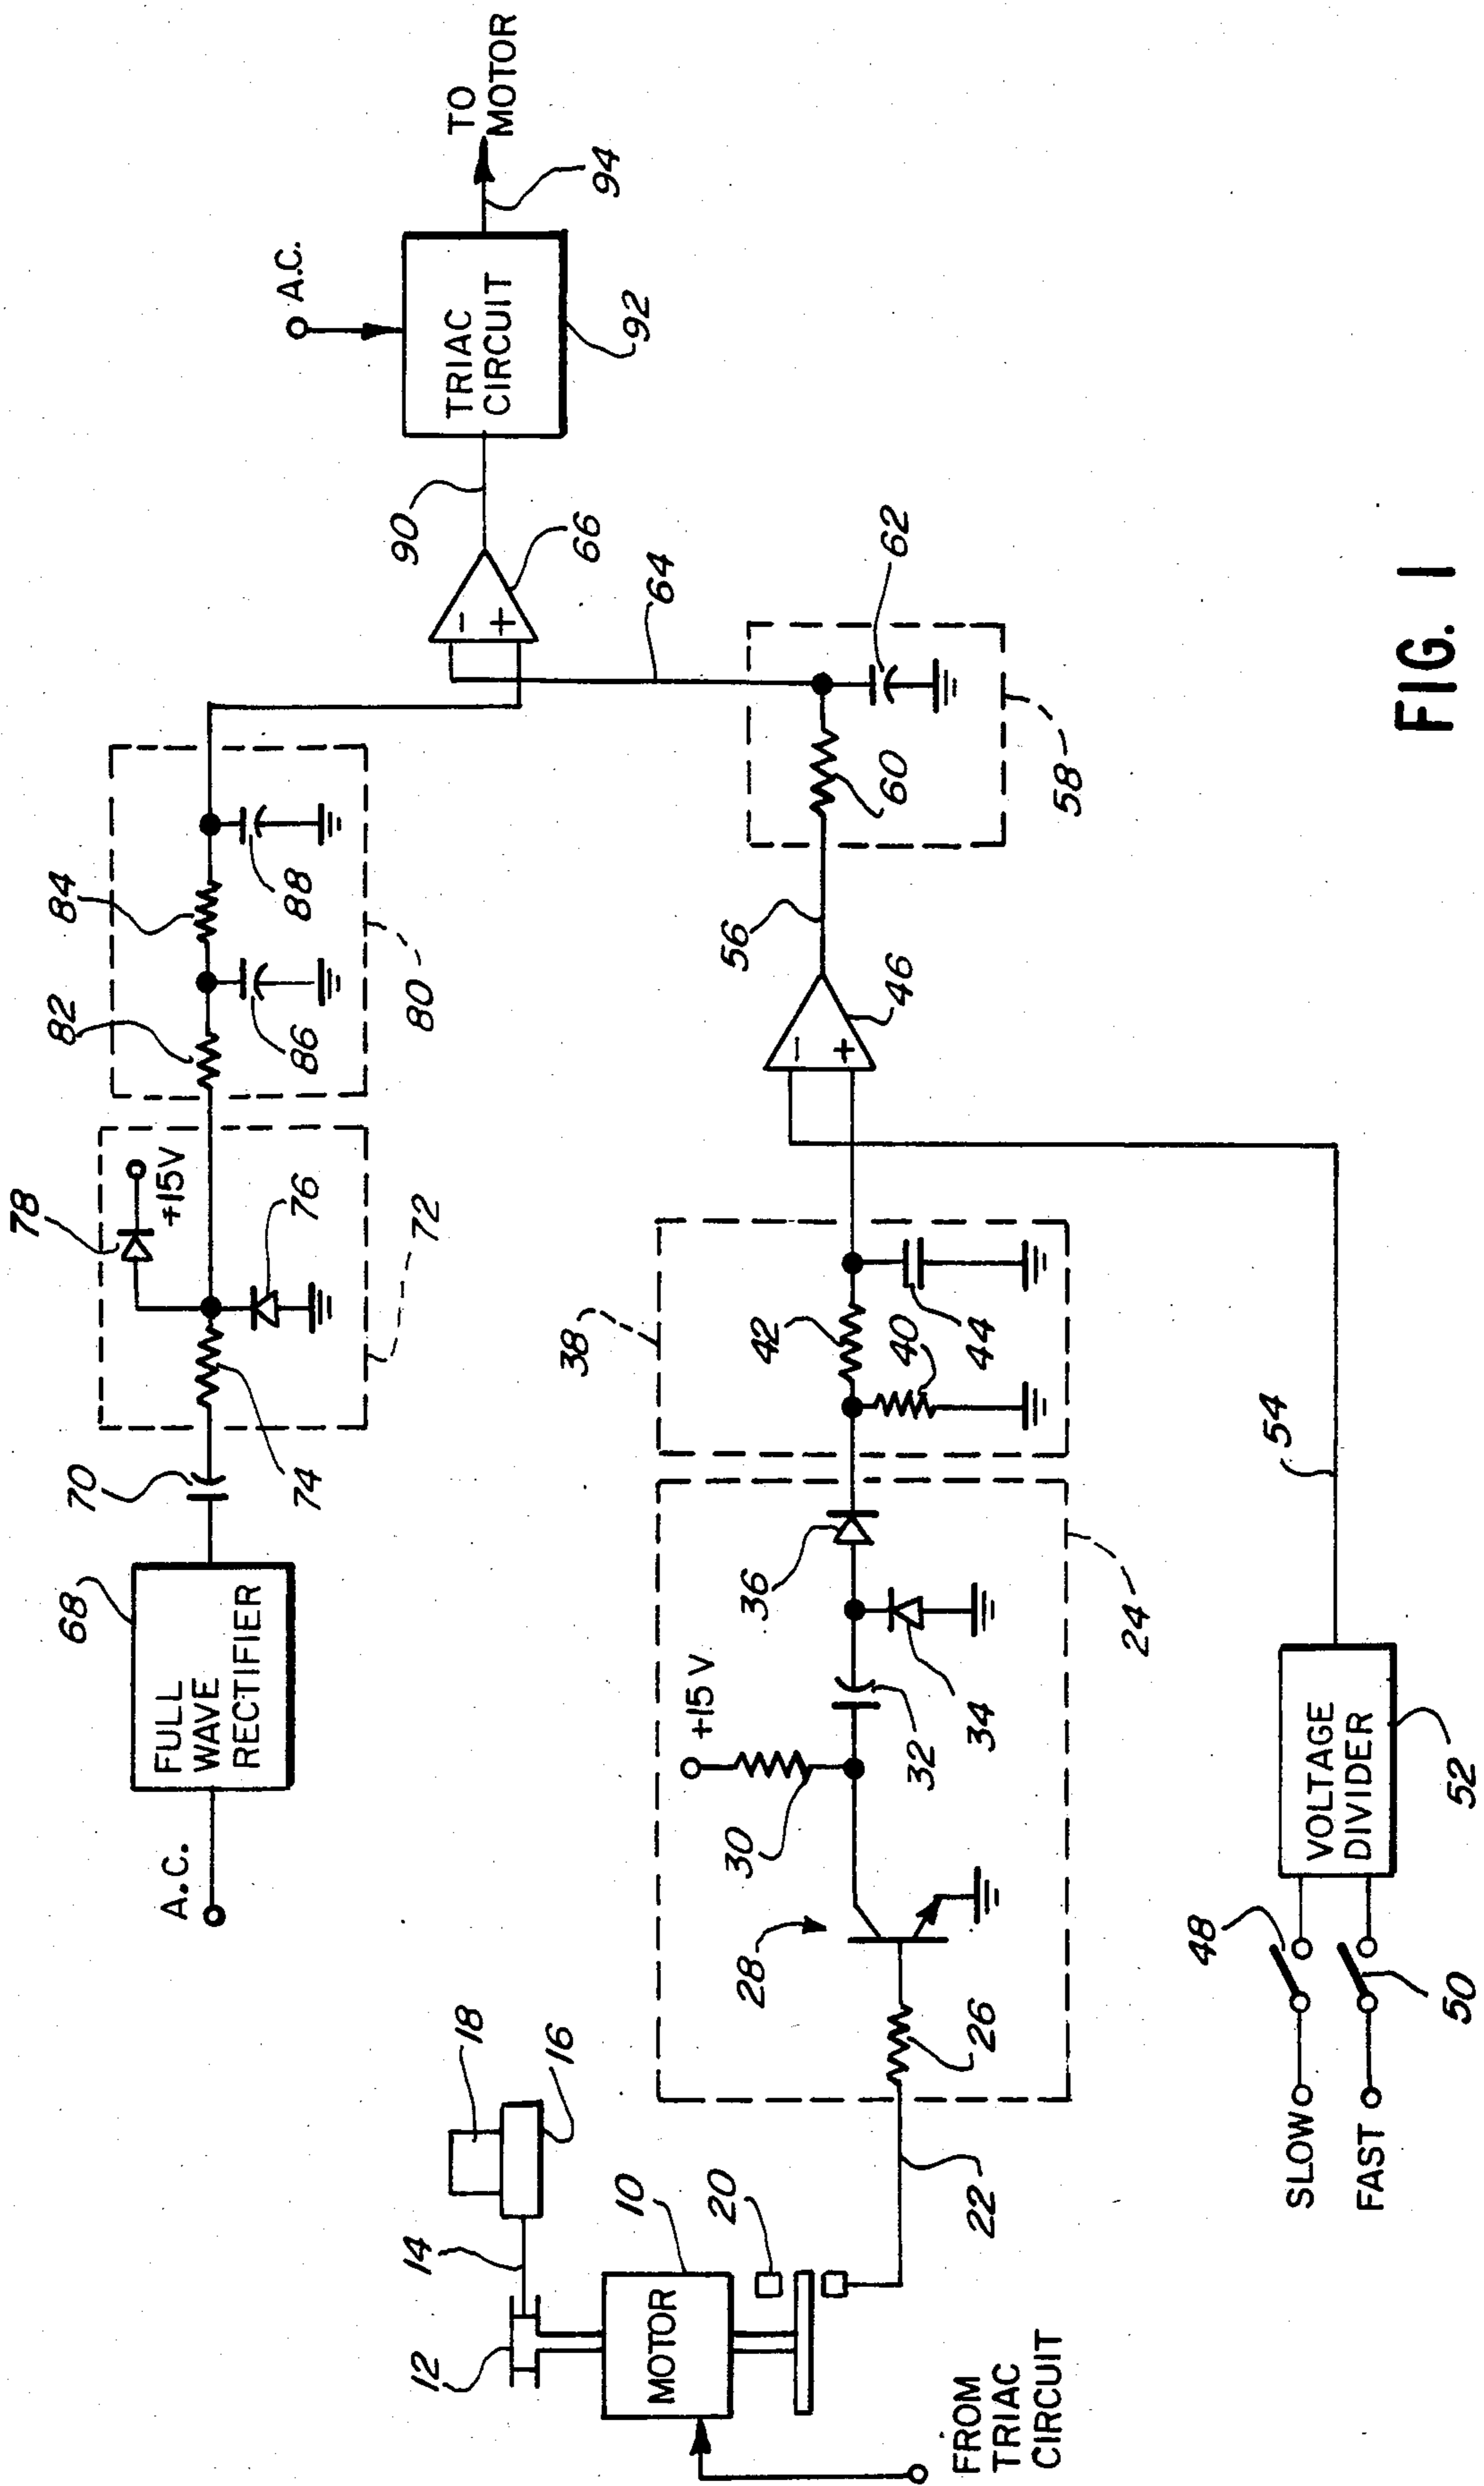 TO
MOTOR
94
A.C.
TRIAC
CIRCUIT
92
90
66
64
62
60
58
56
46
84
82
88
86
80
78
+15V
76
72
74
70
68
FULL
WAVE
RECTIFIER
A.C.
38
42
40
44
36
34
32
+15V
30
28
26
24
22
54
VOLTAGE
DIVIDER
52
48
50
SLOW
FAST
18
16
14
12
10
20
MOTOR
FROM
TRIAC
CIRCUIT
−
+
−
+
FIG. 1